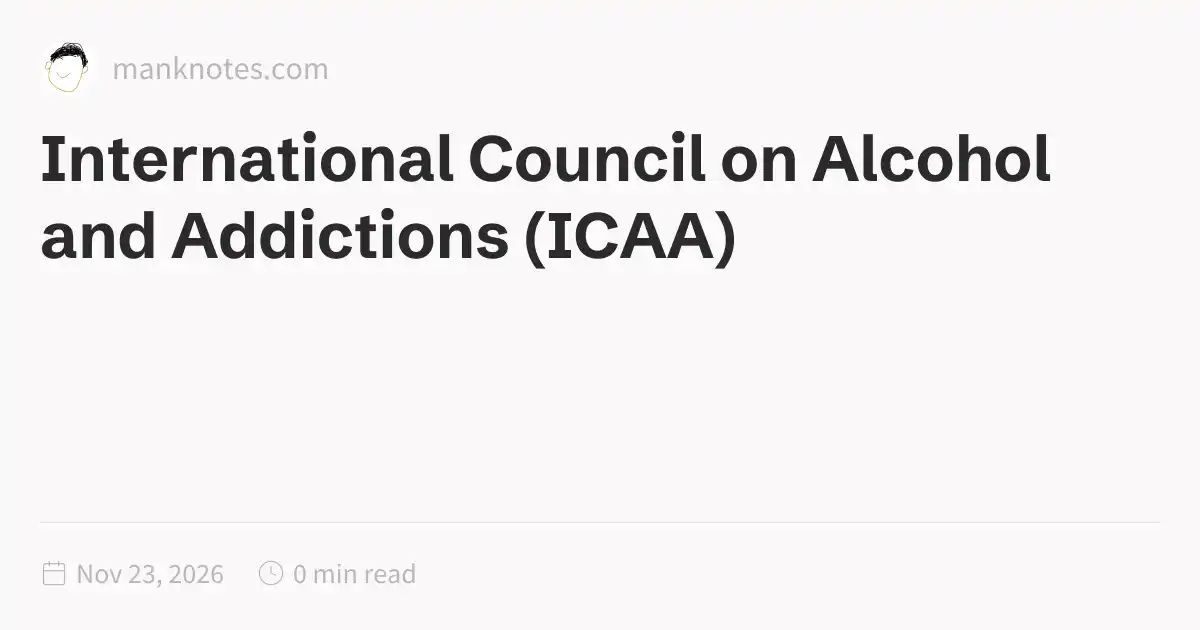 manknotes.com
International Council on Alcohol
and Addictions (ICAA)
Nov 23, 2026 0 min read